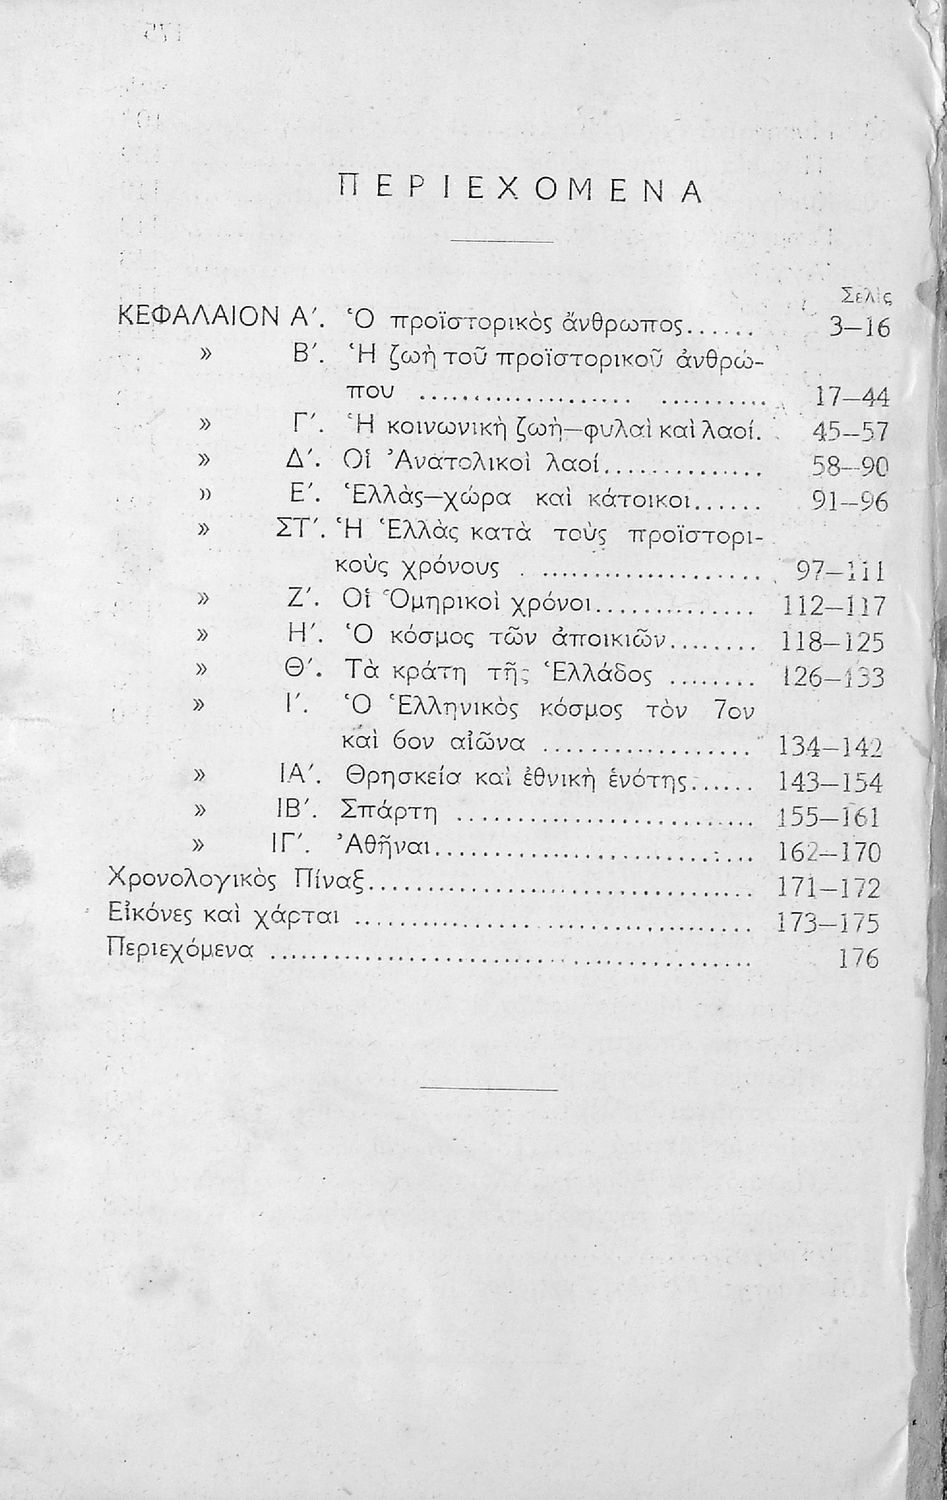 ΠΕΡΙΕΧΟΜΕΝΑ
Σελὶς
ΚΕΦΑΛΑΙΟΝ Α΄. Ὁ προϊστορικὸς ἄνθρωπος...... 3–16
» Β΄. Ἡ ζωὴ τοῦ προϊστορικοῦ ἀνθρώ-
που .................... .......... 17–44
» Γ΄. Ἡ κοινωνικὴ ζωὴ–φυλαὶ καὶ λαοί. 45–57
» Δ΄. Οἱ Ἀνατολικοὶ λαοί............... 58–90
» Ε΄. Ἑλλὰς–χώρα καὶ κάτοικοι...... 91–96
» ΣΤ΄. Ἡ Ἑλλὰς κατὰ τοὺς προϊστορι-
κοὺς χρόνους . ..................... 97–111
» Ζ΄. Οἱ Ὁμηρικοὶ χρόνοι............... 112–117
» Η΄. Ὁ κόσμος τῶν ἀποικιῶν........ 118–125
» Θ΄. Τὰ κράτη τῆς Ἑλλάδος ........ 126–133
» Ι΄. Ὁ Ἑλληνικὸς κόσμος τὸν 7ον
καὶ 6ον αἰῶνα .................... 134–142
» ΙΑ΄. Θρησκεία καὶ ἐθνικὴ ἑνότης...... 143–154
» ΙΒ΄. Σπάρτη ............................ 155–161
» ΙΓ΄. Ἀθῆναι.............................. 162–170
Χρονολογικὸς Πίναξ..................................... 171–172
Εἰκόνες καὶ χάρται ....................................... 173–175
Περιεχόμενα .............................................. 176